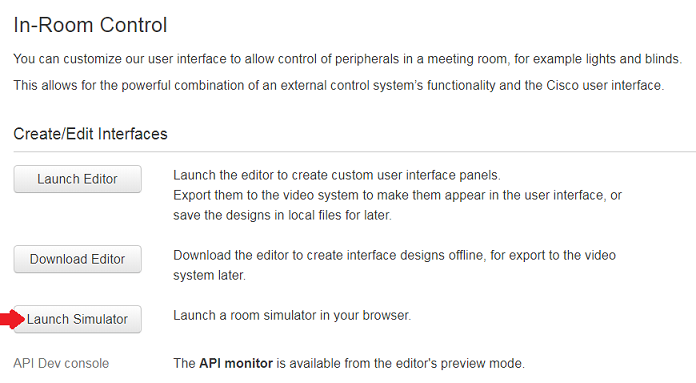 In-Room Control
You can customize our user interface to allow control of peripherals in a meeting room, for example lights and blinds.
This allows for the powerful combination of an external control system's functionality and the Cisco user interface.
Create/Edit Interfaces
Launch Editor
Launch the editor to create custom user interface panels.
Export them to the video system to make them appear in the user interface, or
save the designs in local files for later.
Download Editor
Download the editor to create interface designs offline, for export to the video
system later.
Launch Simulator
Launch a room simulator in your browser.
API Dev console
The API monitor is available from the editor's preview mode.